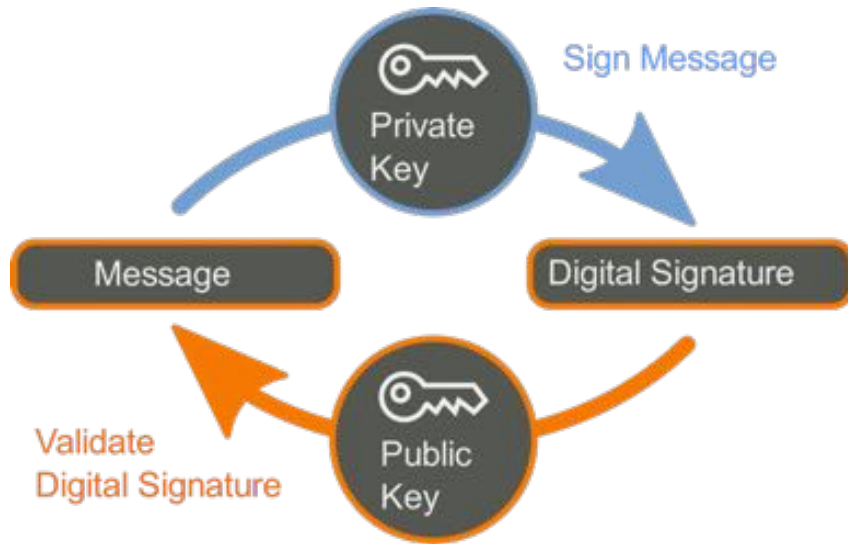 Sign Message
Private
Key
Message
Digital Signature
Validate
Digital Signature
Public
Key